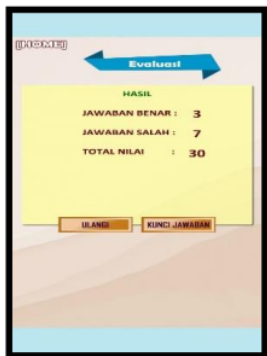 [HOME]
Evaluasi
HASIL
JAWABAN BENAR : 3
JAWABAN SALAH : 7
TOTAL NILAI : 30
ULANGI KUNCI JAWABAN